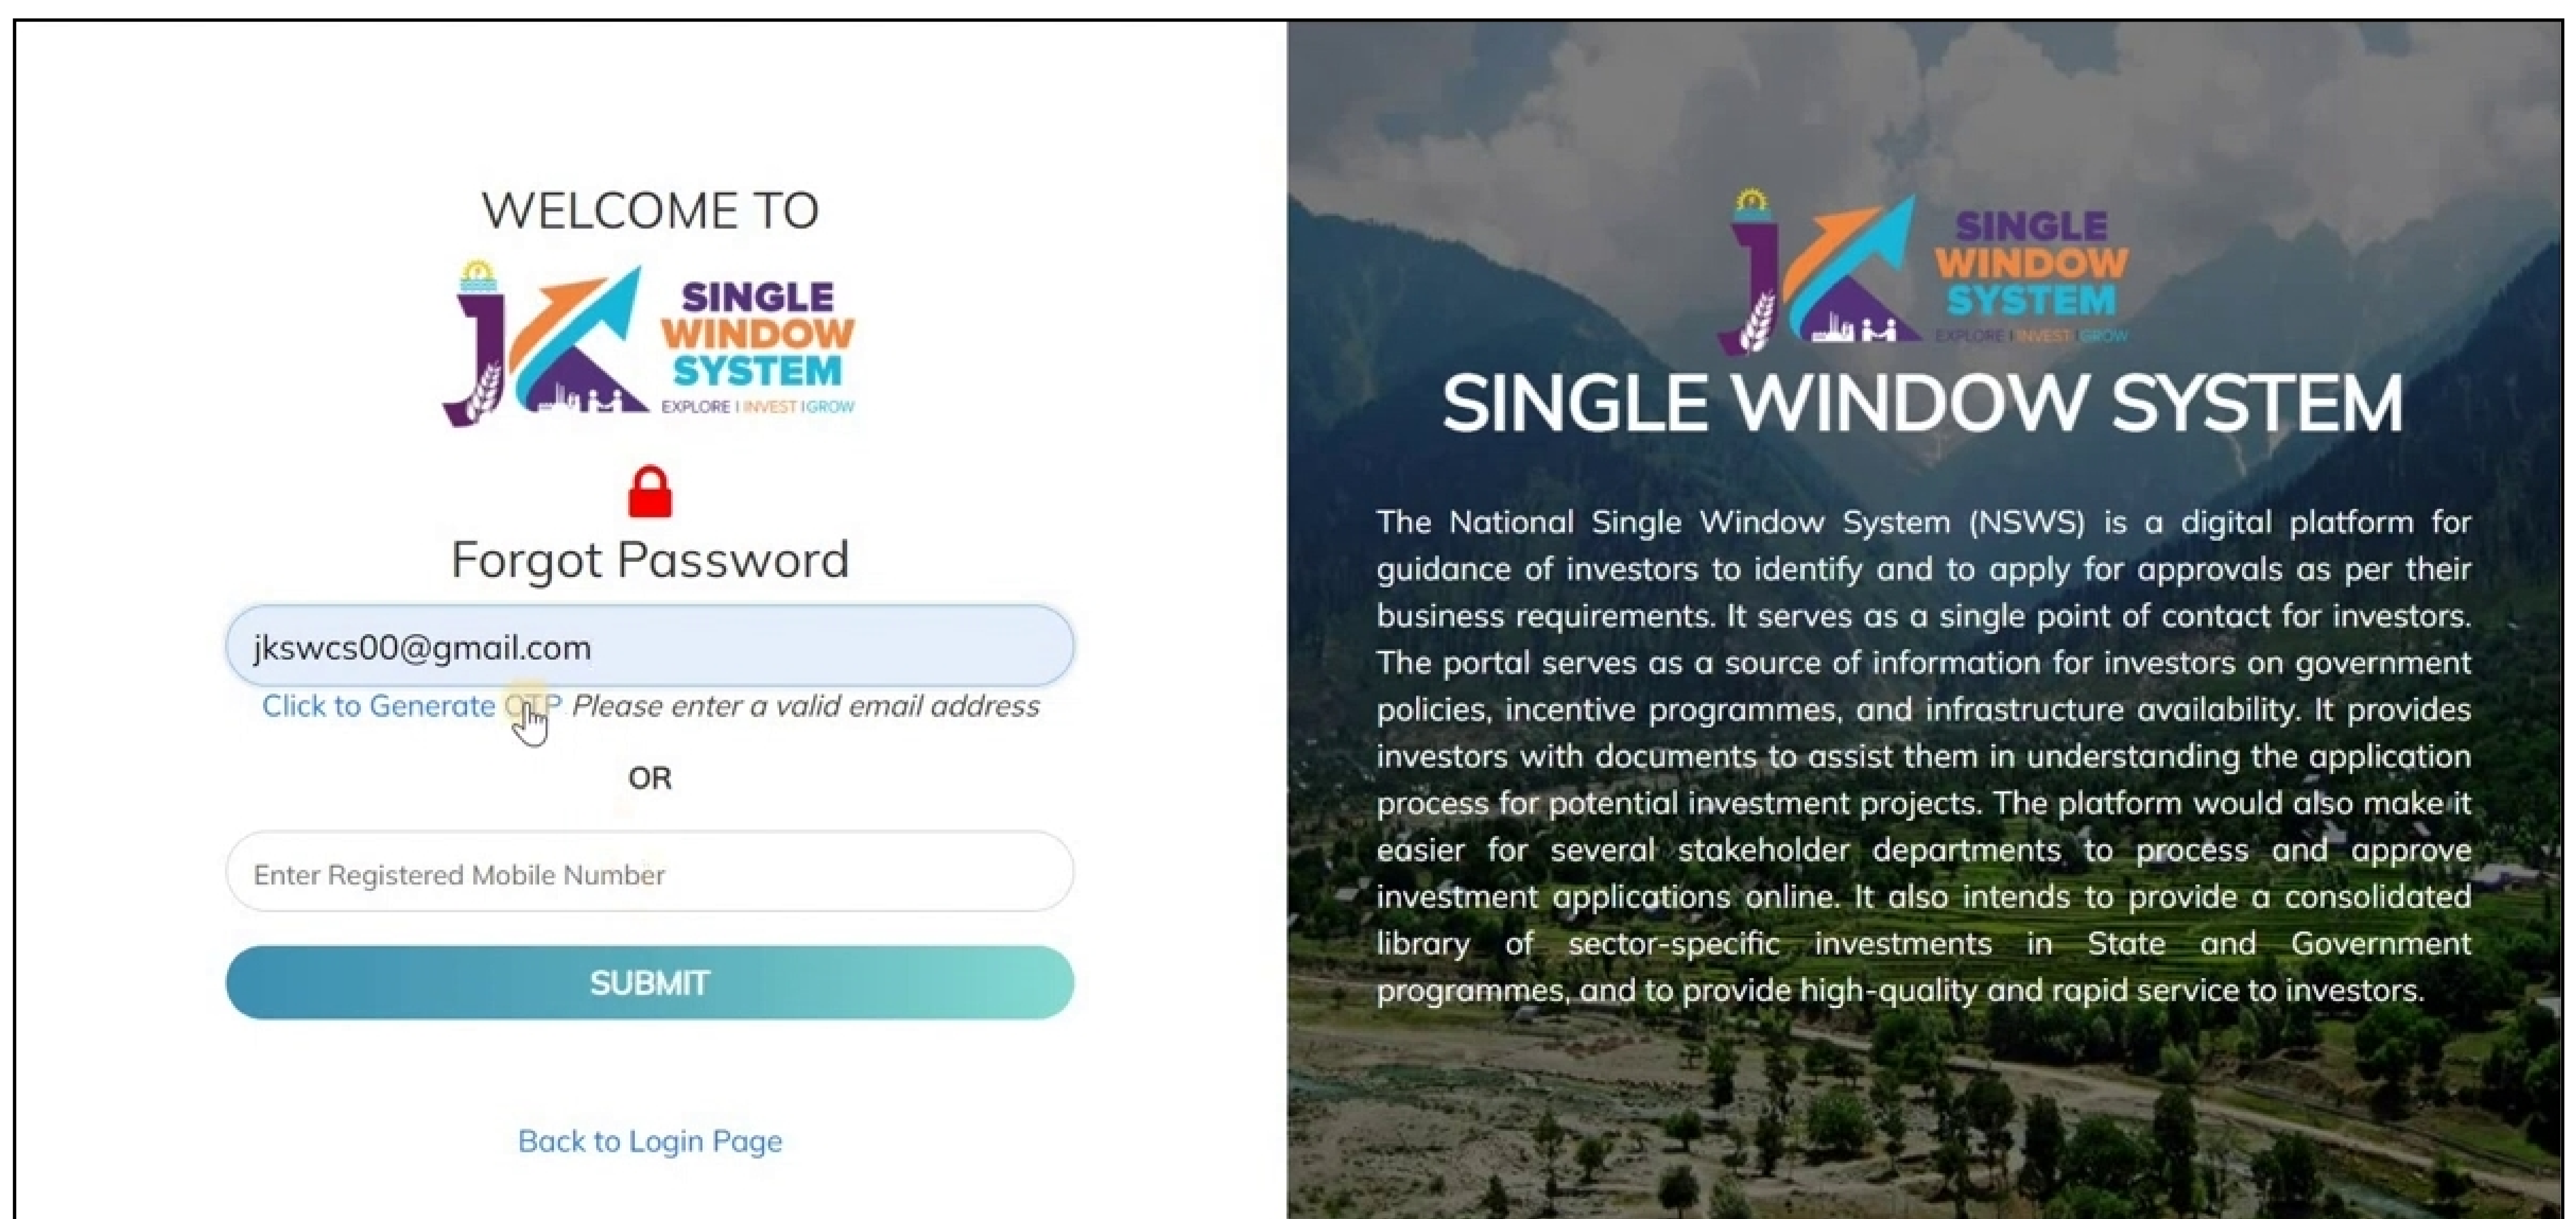 WELCOME TO
JK
SINGLE
WINDOW
SYSTEM
EXPLORE | INVEST | GROW
Forgot Password
jkswcs00@gmail.com
Click to Generate OTP Please enter a valid email address
OR
Enter Registered Mobile Number
SUBMIT
Back to Login Page
JK
SINGLE
WINDOW
SYSTEM
EXPLORE | INVEST | GROW
SINGLE WINDOW SYSTEM
The National Single Window System (NSWS) is a digital platform for
guidance of investors to identify and to apply for approvals as per their
business requirements. It serves as a single point of contact for investors.
The portal serves as a source of information for investors on government
policies, incentive programmes, and infrastructure availability. It provides
investors with documents to assist them in understanding the application
process for potential investment projects. The platform would also make it
easier for several stakeholder departments to process and approve
investment applications online. It also intends to provide a consolidated
library of sector-specific investments in State and Government
programmes, and to provide high-quality and rapid service to investors.